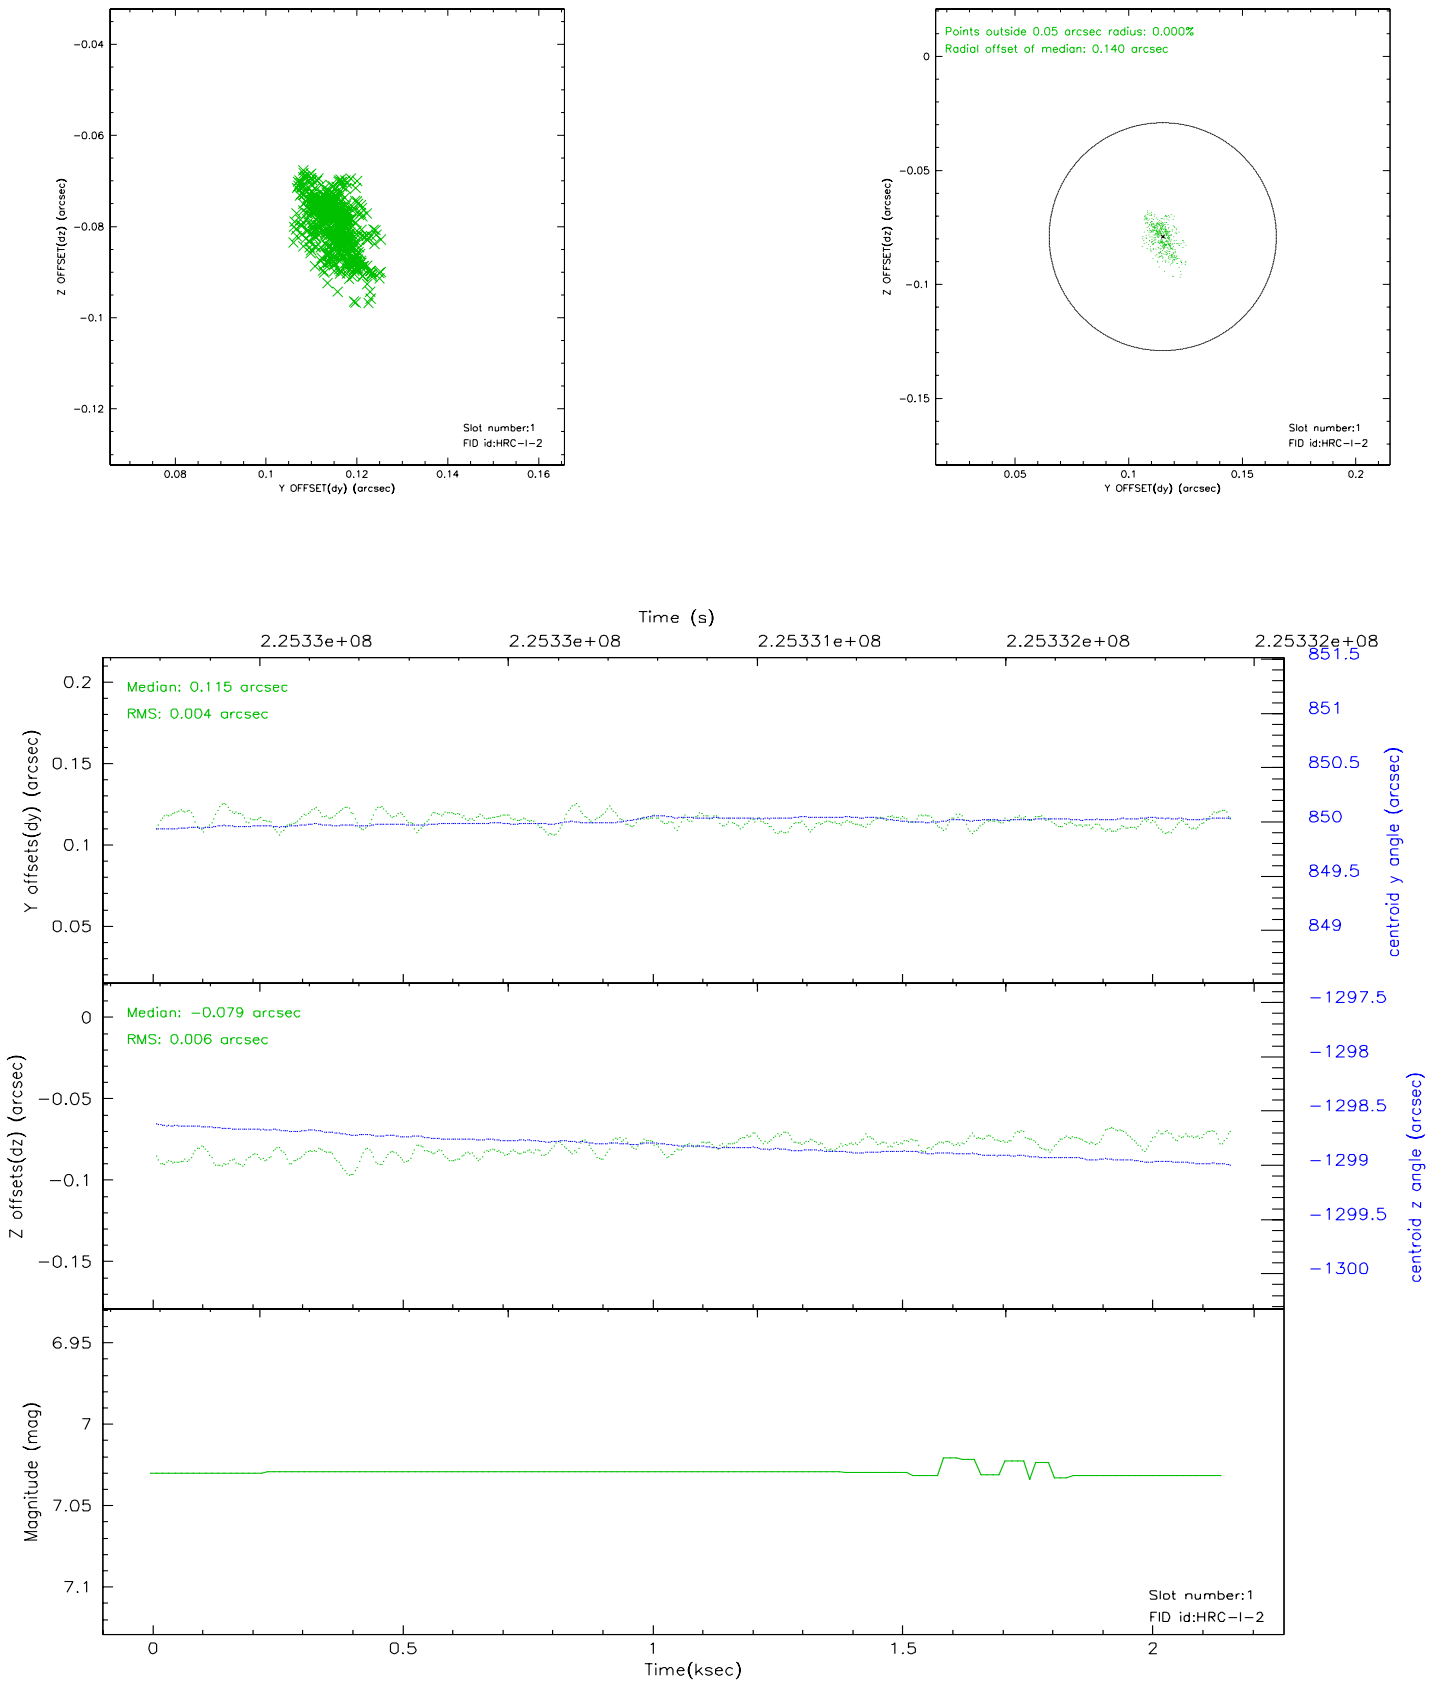 -0.04
-0.06
-0.08
-0.1
-0.12
Z OFFSET(dz) (arcsec)
Slot number:1
FID id:HRC-I-2
0.08 0.1 0.12 0.14 0.16
Y OFFSET(dy) (arcsec)
Points outside 0.05 arcsec radius: 0.000%
Radial offset of median: 0.140 arcsec
0
-0.05
-0.1
-0.15
Z OFFSET(dz) (arcsec)
Slot number:1
FID id:HRC-I-2
0.05 0.1 0.15 0.2
Y OFFSET(dy) (arcsec)
Time (s)
2.2533e+08 2.2533e+08 2.25331e+08 2.25332e+08 2.25332e+08
Median: 0.115 arcsec
RMS: 0.004 arcsec
0.2
0.15
0.1
0.05
Y offsets(dy) (arcsec)
851.5
851
850.5
850
849.5
849
centroid y angle (arcsec)
Median: -0.079 arcsec
RMS: 0.006 arcsec
0
-0.05
-0.1
-0.15
Z offsets(dz) (arcsec)
-1297.5
-1298
-1298.5
-1299
-1299.5
-1300
centroid z angle (arcsec)
6.95
7
7.05
7.1
Magnitude (mag)
Slot number:1
FID id:HRC-I-2
0 0.5 1 1.5 2
Time(ksec)